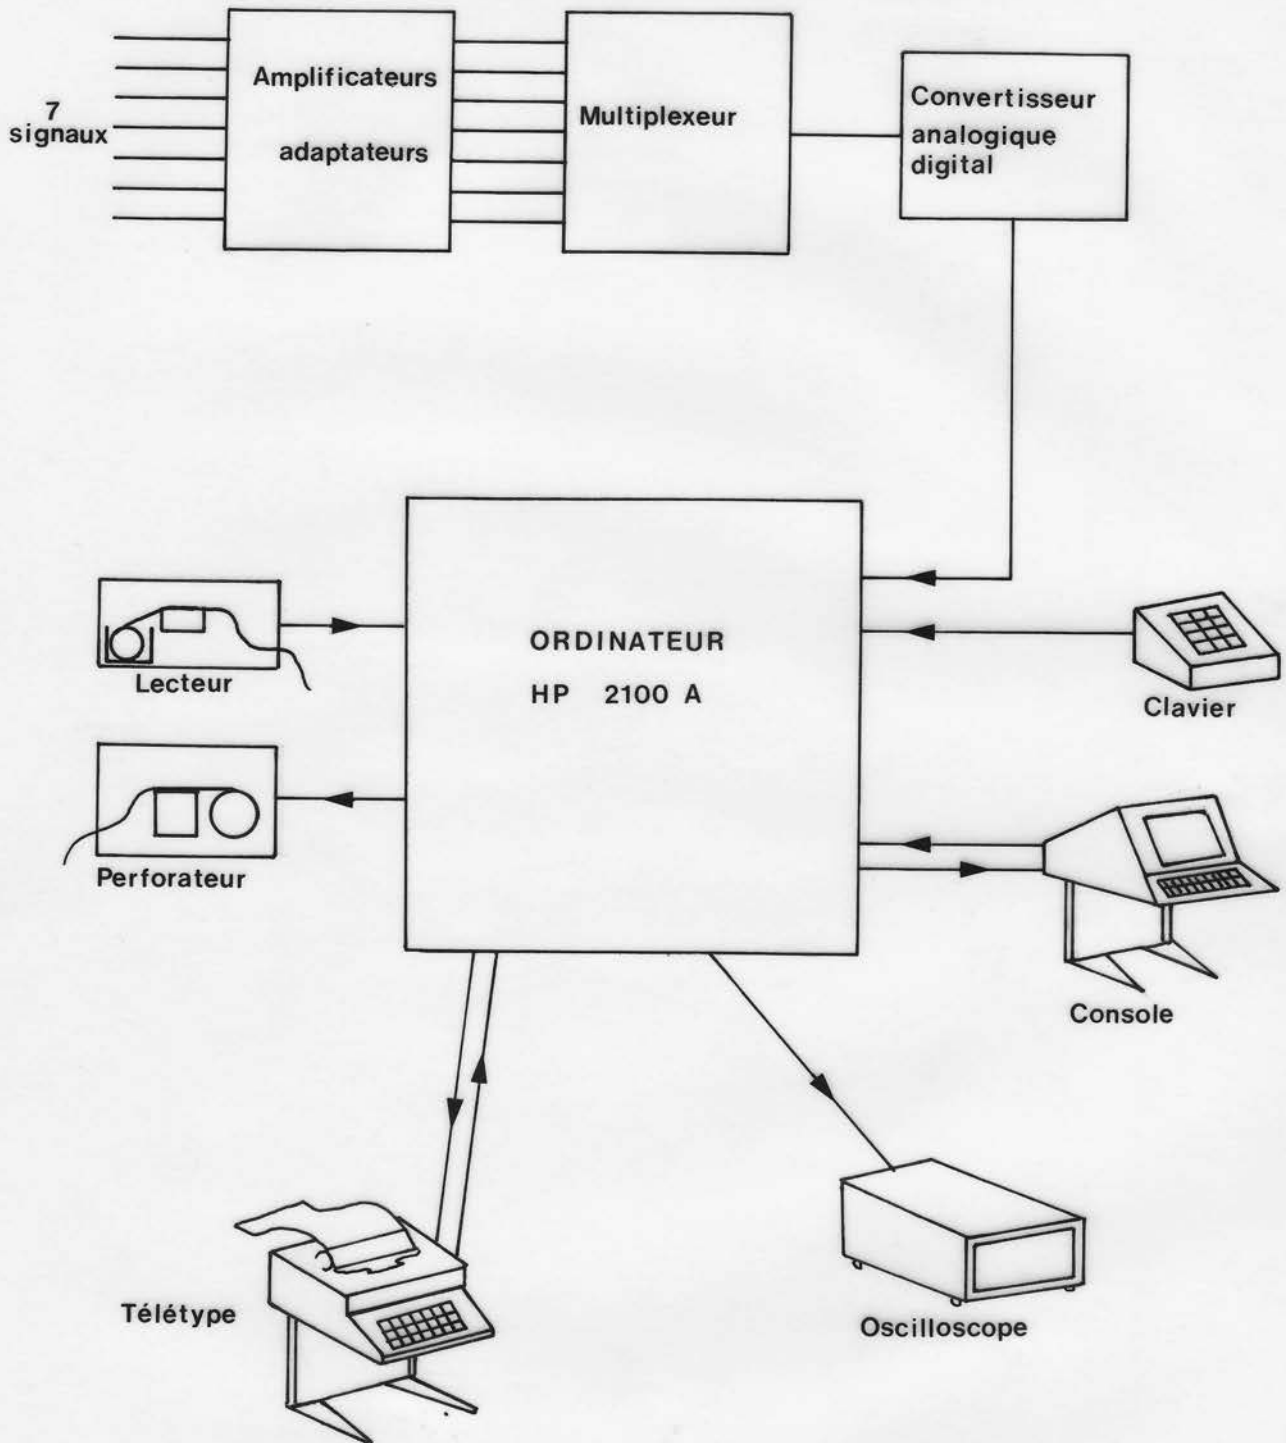 7
signaux
Amplificateurs
adaptateurs
Multiplexeur
Convertisseur
analogique
digital
ORDINATEUR
HP 2100 A
Lecteur
Perforateur
Clavier
Console
Télétype
Oscilloscope